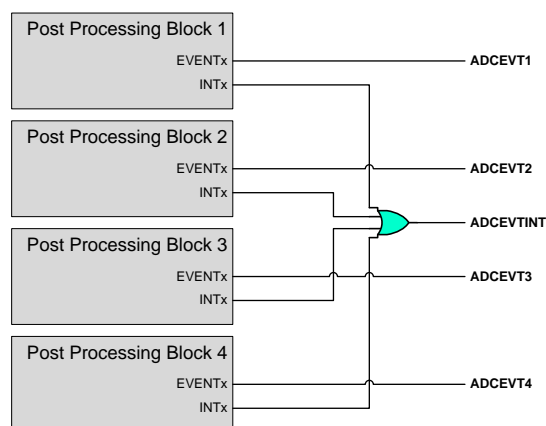 Post Processing Block 1
EVENTx
ADCEVT1
INTx
Post Processing Block 2
EVENTx
ADCEVT2
INTx
ADCEVTINT
Post Processing Block 3
EVENTx
ADCEVT3
INTx
Post Processing Block 4
EVENTx
ADCEVT4
INTx